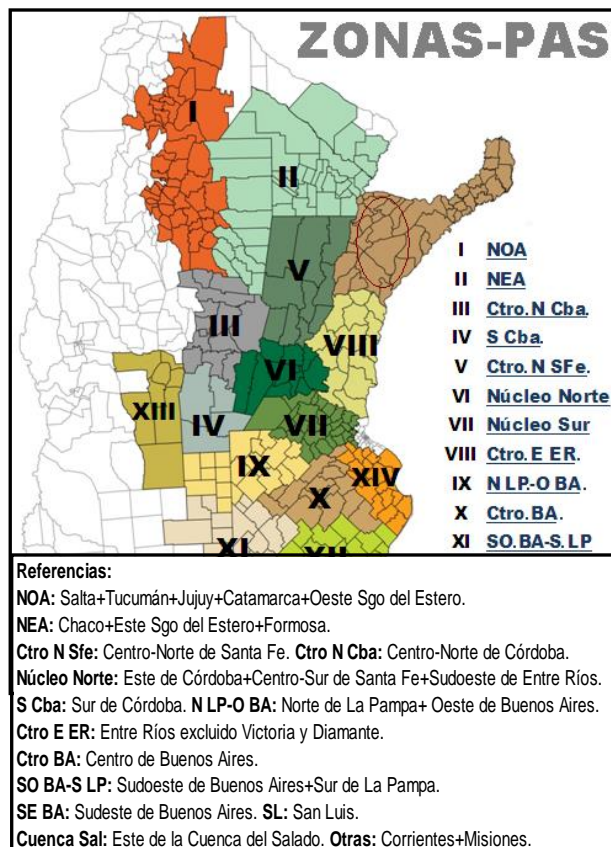 ZONAS-PAS
I
II
V
III
VIII
VI
XIII
IV
VII
IX
XIV
X
XI
XII
I NOA
II NEA
III Ctro.N Cba.
IV S Cba.
V Ctro.N SFe.
VI Núcleo Norte
VII Núcleo Sur
VIII Ctro.E ER.
IX N LP.-O BA.
X Ctro.BA.
XI SO.BA-S.LP
Referencias:
NOA: Salta+Tucumán+Jujuy+Catamarca+Oeste Sgo del Estero.
NEA: Chaco+Este Sgo del Estero+Formosa.
Ctro N Sfe: Centro-Norte de Santa Fe. Ctro N Cba: Centro-Norte de Córdoba.
Núcleo Norte: Este de Córdoba+Centro-Sur de Santa Fe+Sudoeste de Entre Ríos.
S Cba: Sur de Córdoba. N LP-O BA: Norte de La Pampa+ Oeste de Buenos Aires.
Ctro E ER: Entre Ríos excluido Victoria y Diamante.
Ctro BA: Centro de Buenos Aires.
SO BA-S LP: Sudoeste de Buenos Aires+Sur de La Pampa.
SE BA: Sudeste de Buenos Aires. SL: San Luis.
Cuenca Sal: Este de la Cuenca del Salado. Otras: Corrientes+Misiones.